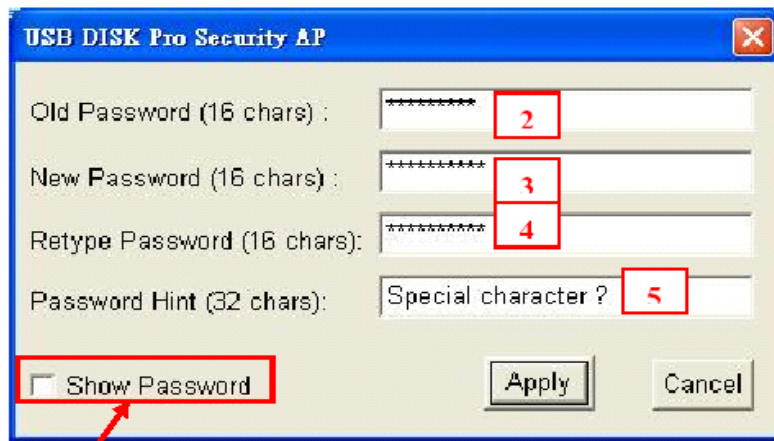 USB DISK Pro Security AP
Old Password (16 chars) : ********* 2
New Password (16 chars) : ********** 3
Retype Password (16 chars): ********** 4
Password Hint (32 chars): Special character ? 5
Show Password Apply Cancel